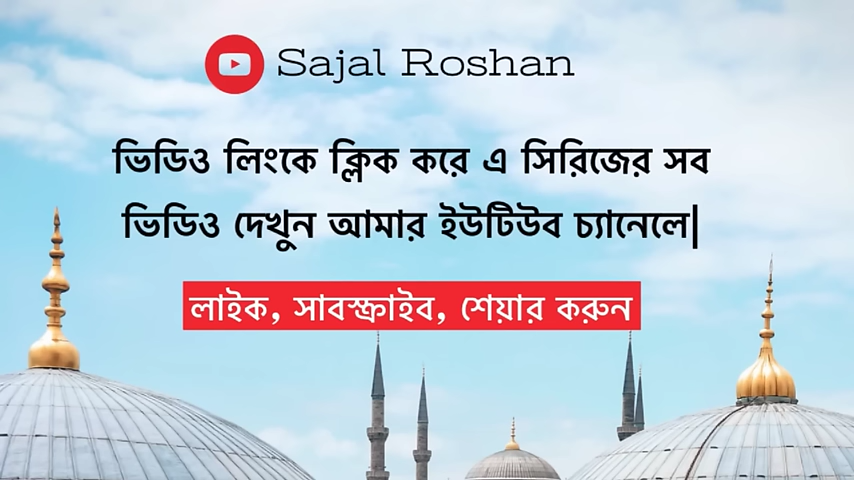 Sajal Roshan
ভিডিও লিংকে ক্লিক করে এ সিরিজের সব
ভিডিও দেখুন আমার ইউটিউব চ্যানেলে|
লাইক, সাবস্ক্রাইব, শেয়ার করুন